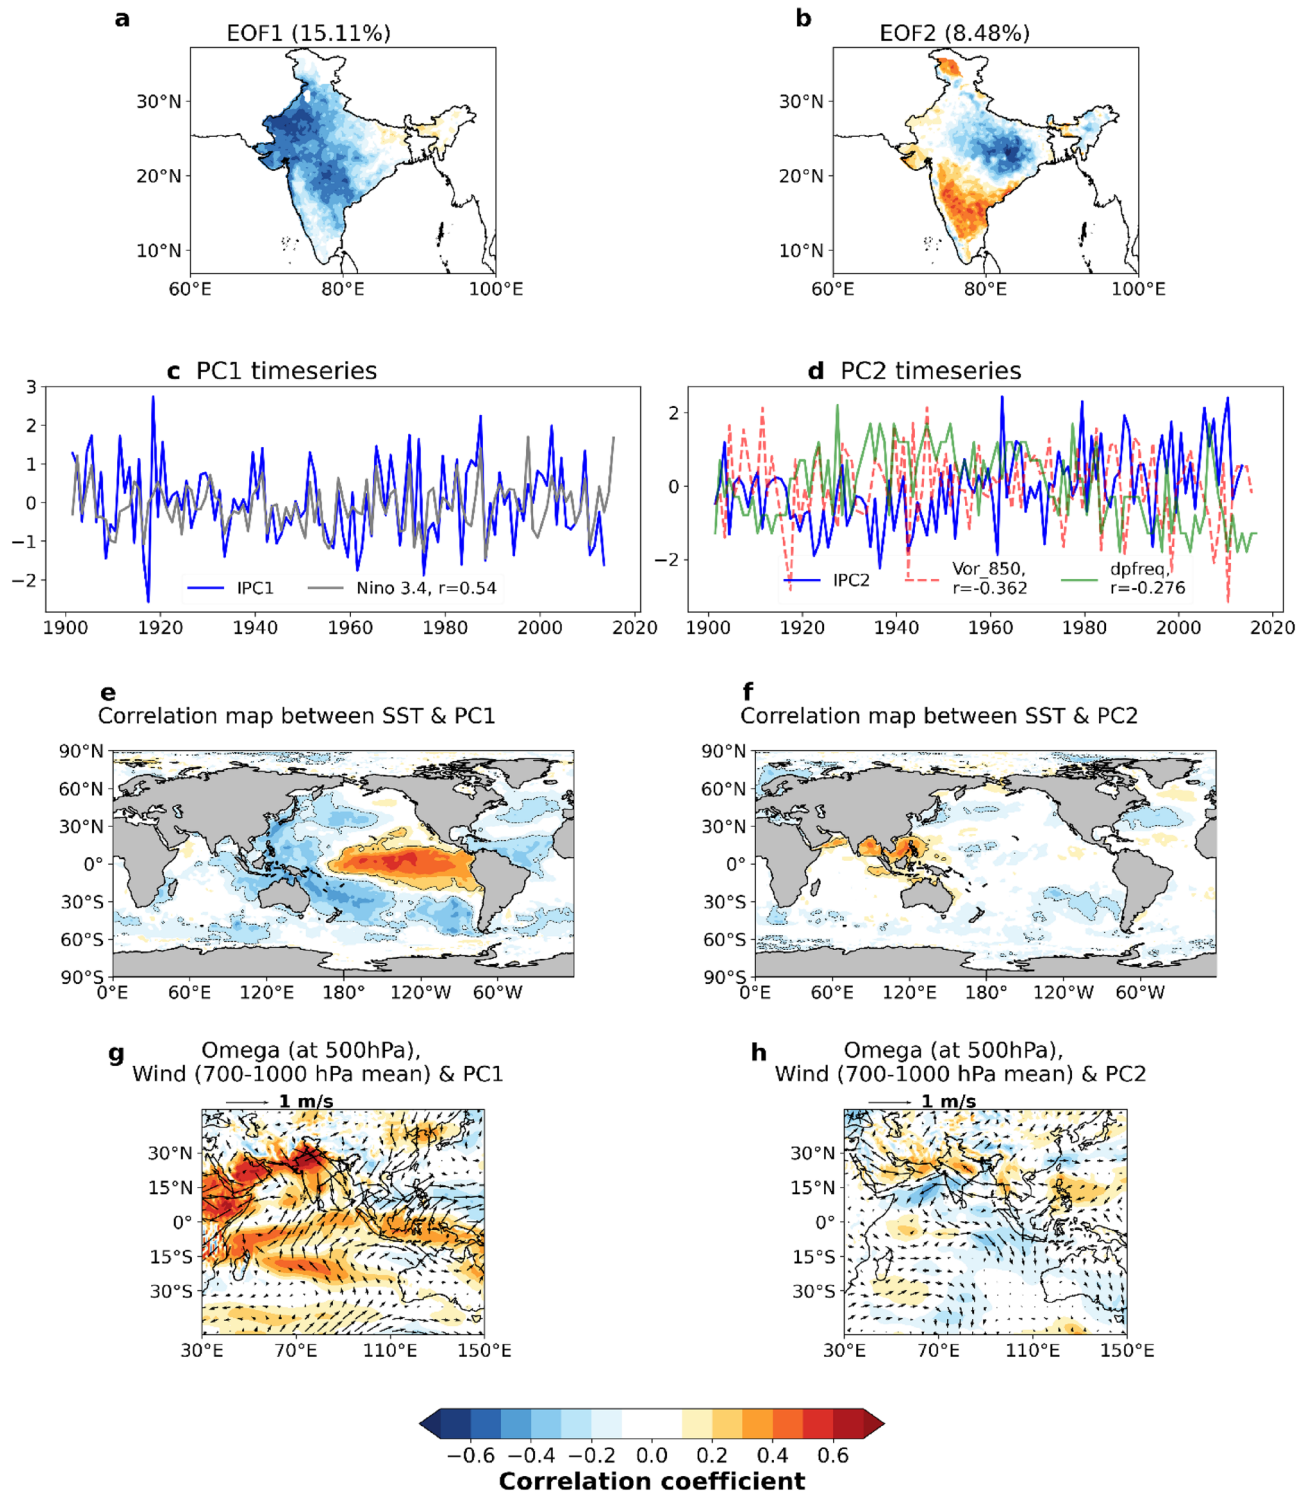 a
EOF1 (15.11%)
30°N
20°N
10°N
60°E 80°E 100°E
b
EOF2 (8.48%)
30°N
20°N
10°N
60°E 80°E 100°E
c PC1 timeseries
3
2
1
0
−1
−2
IPC1 Nino 3.4, r=0.54
1900 1920 1940 1960 1980 2000 2020
d PC2 timeseries
2
0
−2
IPC2
Vor_850,
r=-0.362
dpfreq,
r=-0.276
1900 1920 1940 1960 1980 2000 2020
e
Correlation map between SST & PC1
90°N
60°N
30°N
0°
30°S
60°S
90°S
0°E 60°E 120°E 180° 120°W 60°W
f
Correlation map between SST & PC2
90°N
60°N
30°N
0°
30°S
60°S
90°S
0°E 60°E 120°E 180° 120°W 60°W
g
Omega (at 500hPa),
Wind (700-1000 hPa mean) & PC1
1 m/s
30°N
15°N
0°
15°S
30°S
30°E 70°E 110°E 150°E
h
Omega (at 500hPa),
Wind (700-1000 hPa mean) & PC2
1 m/s
30°N
15°N
0°
15°S
30°S
30°E 70°E 110°E 150°E
−0.6 −0.4 −0.2 0.0 0.2 0.4 0.6
Correlation coefficient